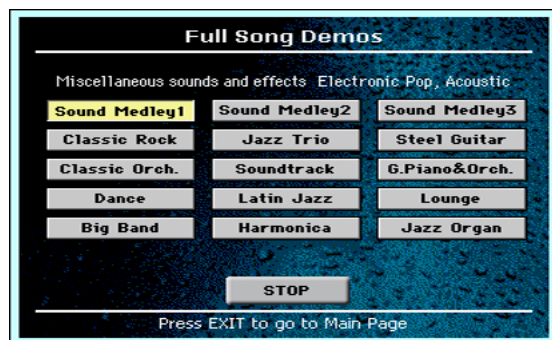 Full Song Demos
Miscellaneous sounds and effects Electronic Pop, Acoustic
Sound Medley1 Sound Medley2 Sound Medley3
Classic Rock Jazz Trio Steel Guitar
Classic Orch. Soundtrack G.Piano&Orch.
Dance Latin Jazz Lounge
Big Band Harmonica Jazz Organ
STOP
Press EXIT to go to Main Page